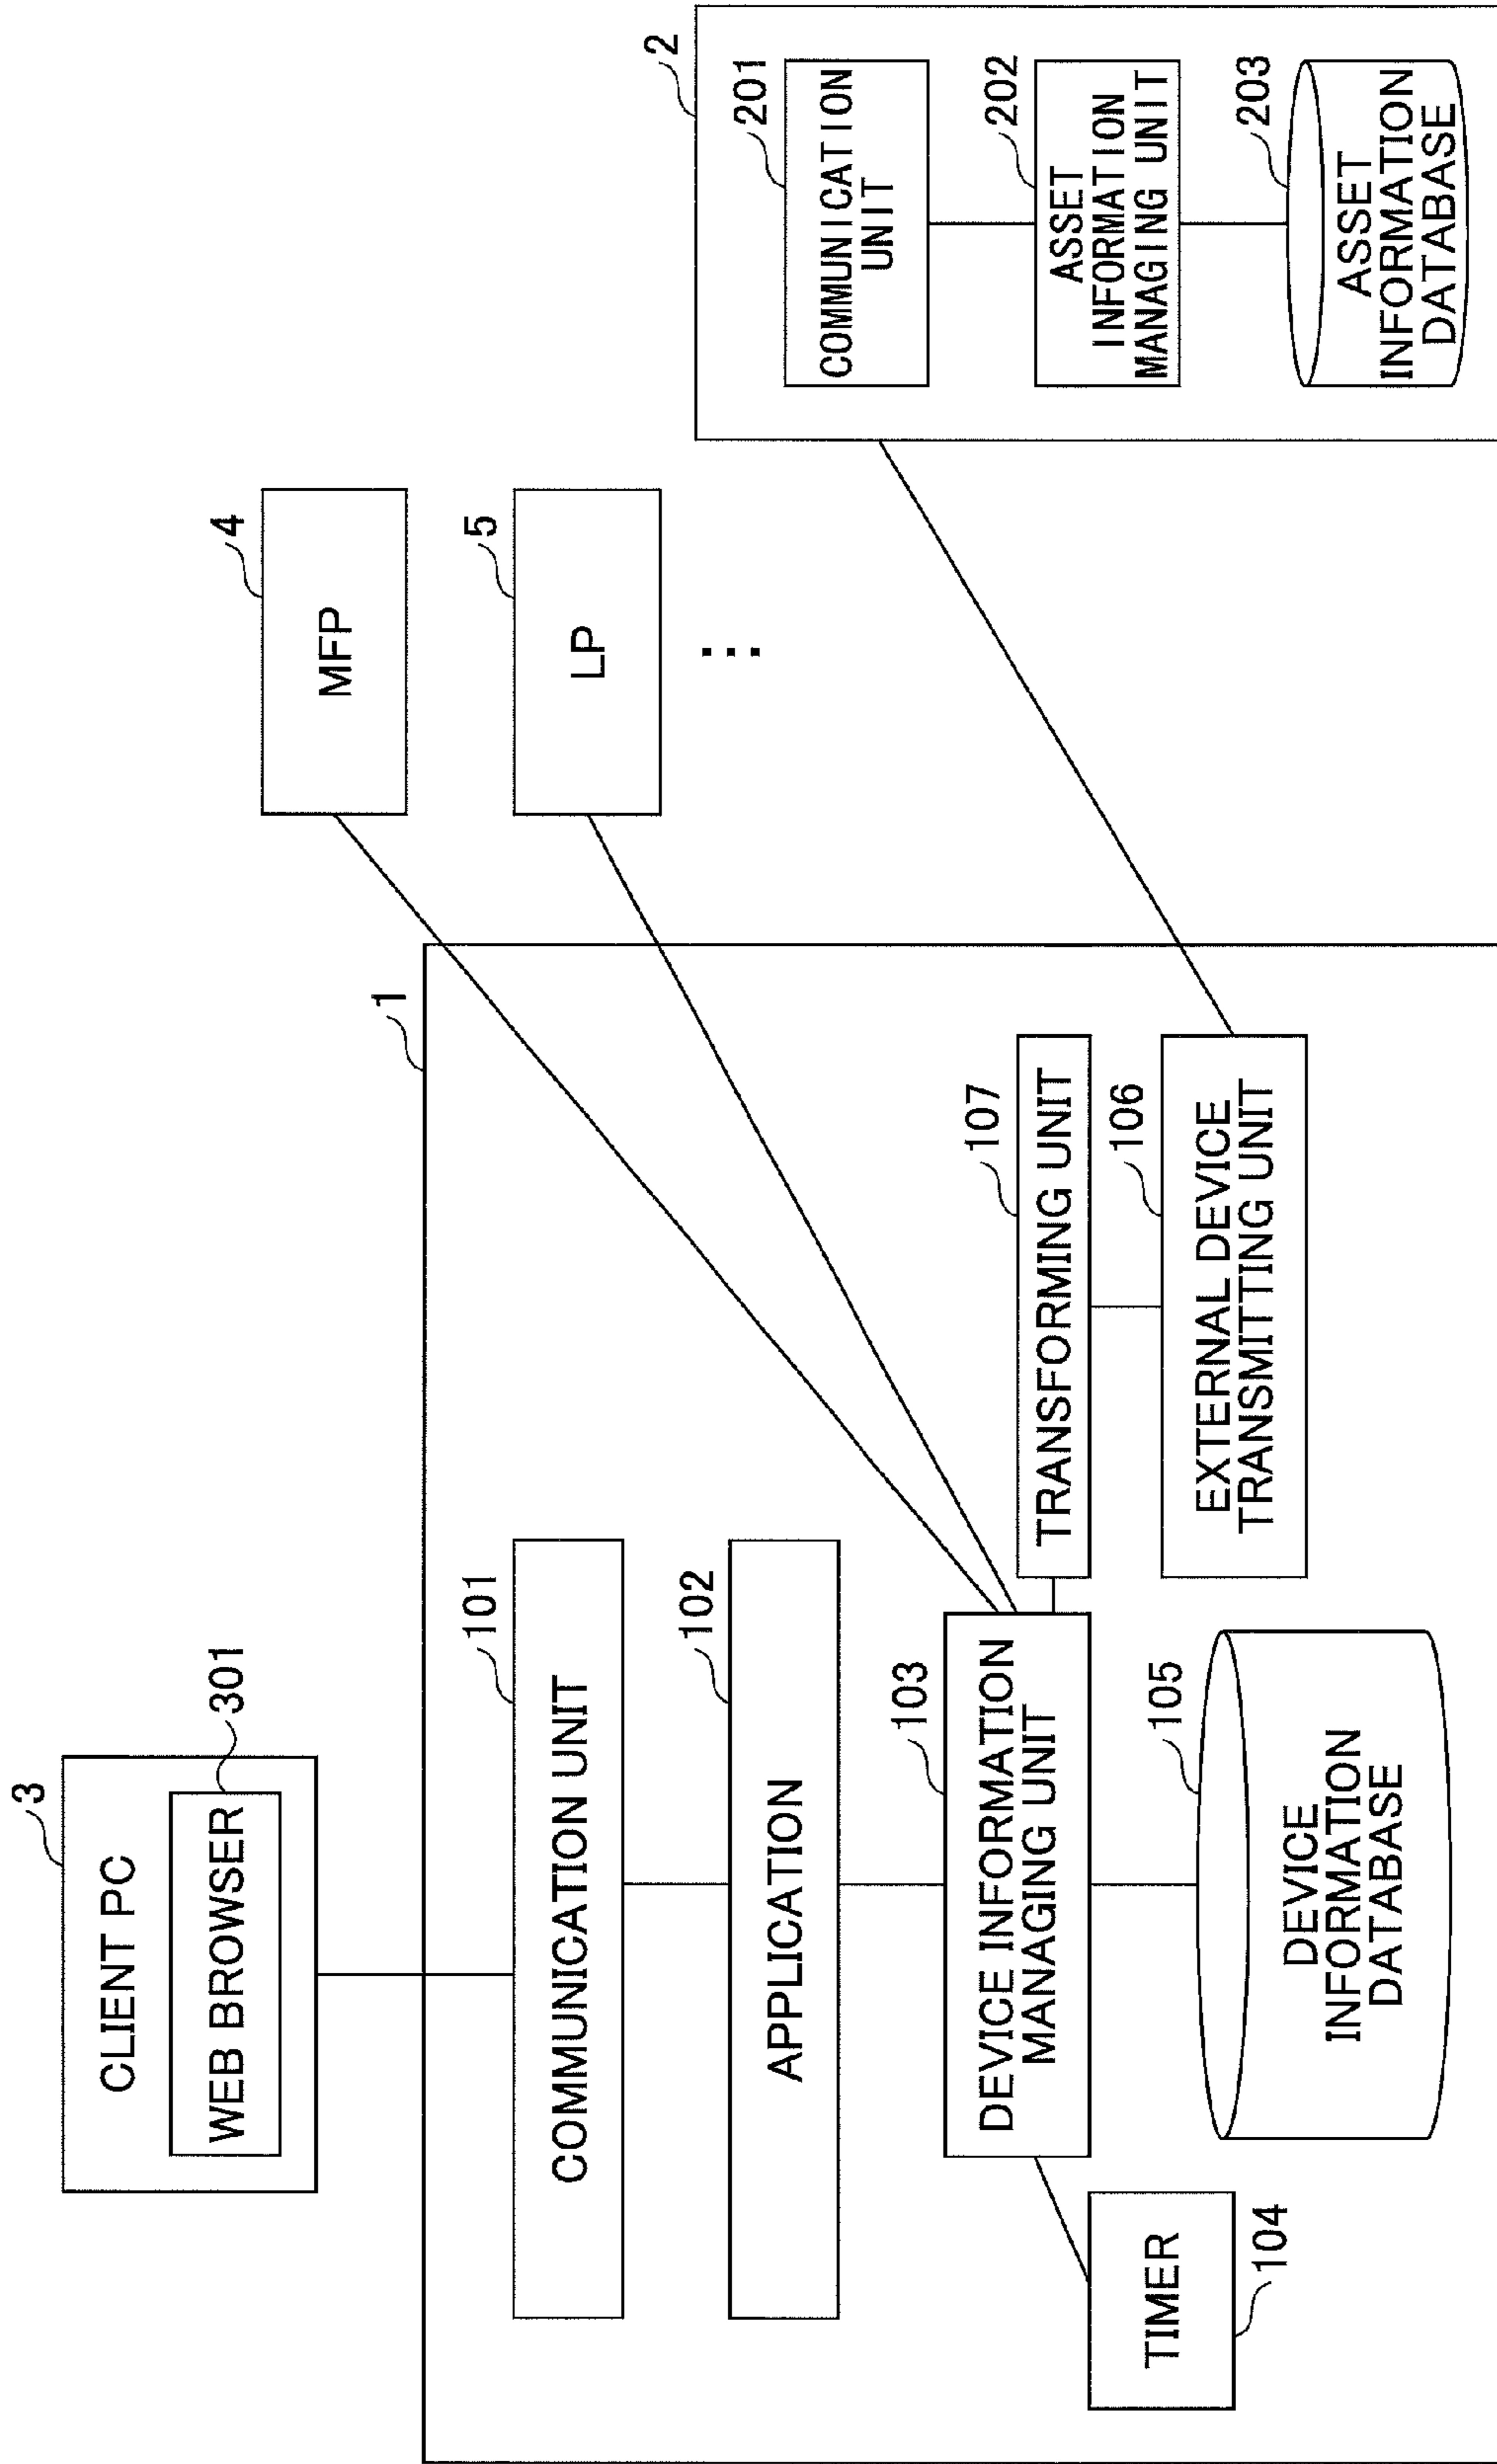 3
CLIENT PC
WEB BROWSER
301
1
COMMUNICATION UNIT
101
APPLICATION
102
DEVICE INFORMATION
MANAGING UNIT
103
TIMER
104
DEVICE
INFORMATION
DATABASE
105
TRANSFORMING UNIT
107
EXTERNAL DEVICE
TRANSMITTING UNIT
106
MFP
4
LP
5
...
2
COMMUNICATION
UNIT
201
ASSET
INFORMATION
MANAGING UNIT
202
ASSET
INFORMATION
DATABASE
203